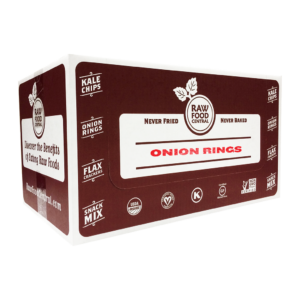 RAW
FOOD
CENTRAL
NEVER FRIED
NEVER BAKED
ONION RINGS
KALE
CHIPS
ONION
RINGS
FLAX
CRACKERS
SNACK
MIX
Discover the Benefits
of Eating Raw Foods